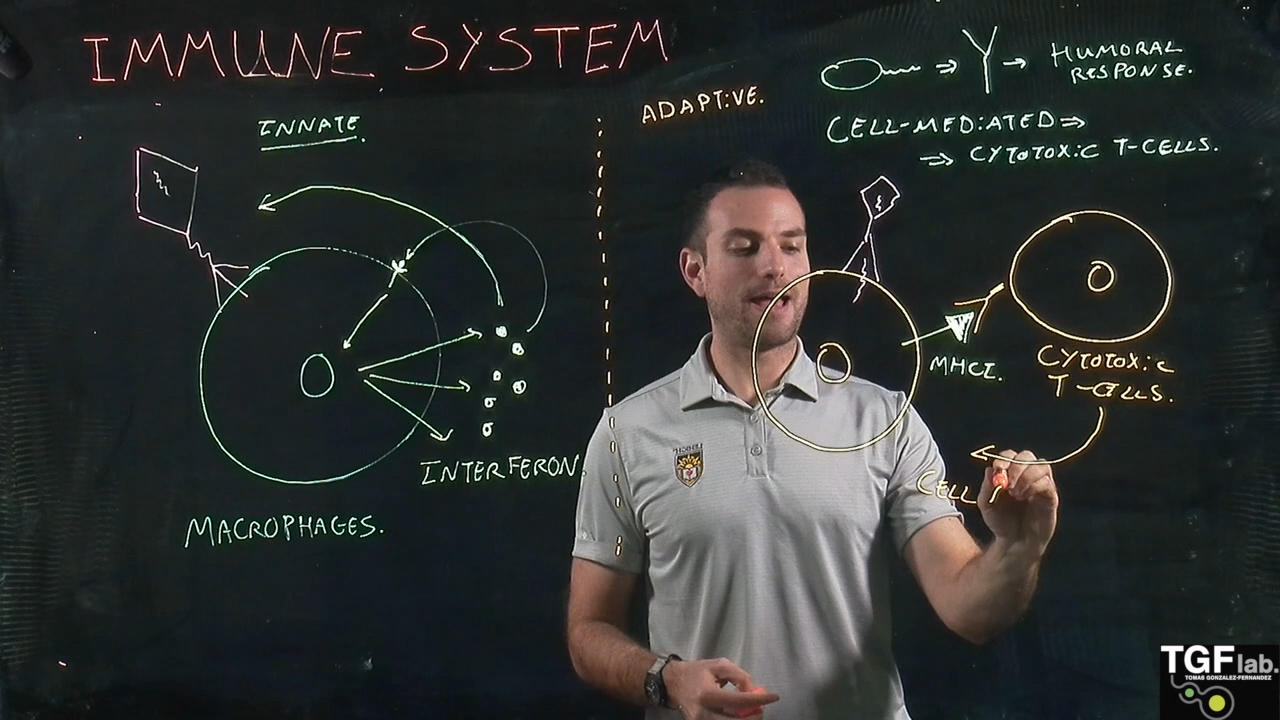 IMMUNE SYSTEM
INNATE.
INTERFERON.
MACROPHAGES.
ADAPTIVE.
HUMORAL
RESPONSE.
CELL-MEDIATED ⇒
⇒ CYTOTOXIC T-CELLS.
MHCI.
CYTOTOXIC
T-CELLS.
CELL
TGF lab.
TOMAS GONZALEZ-FERNANDEZ